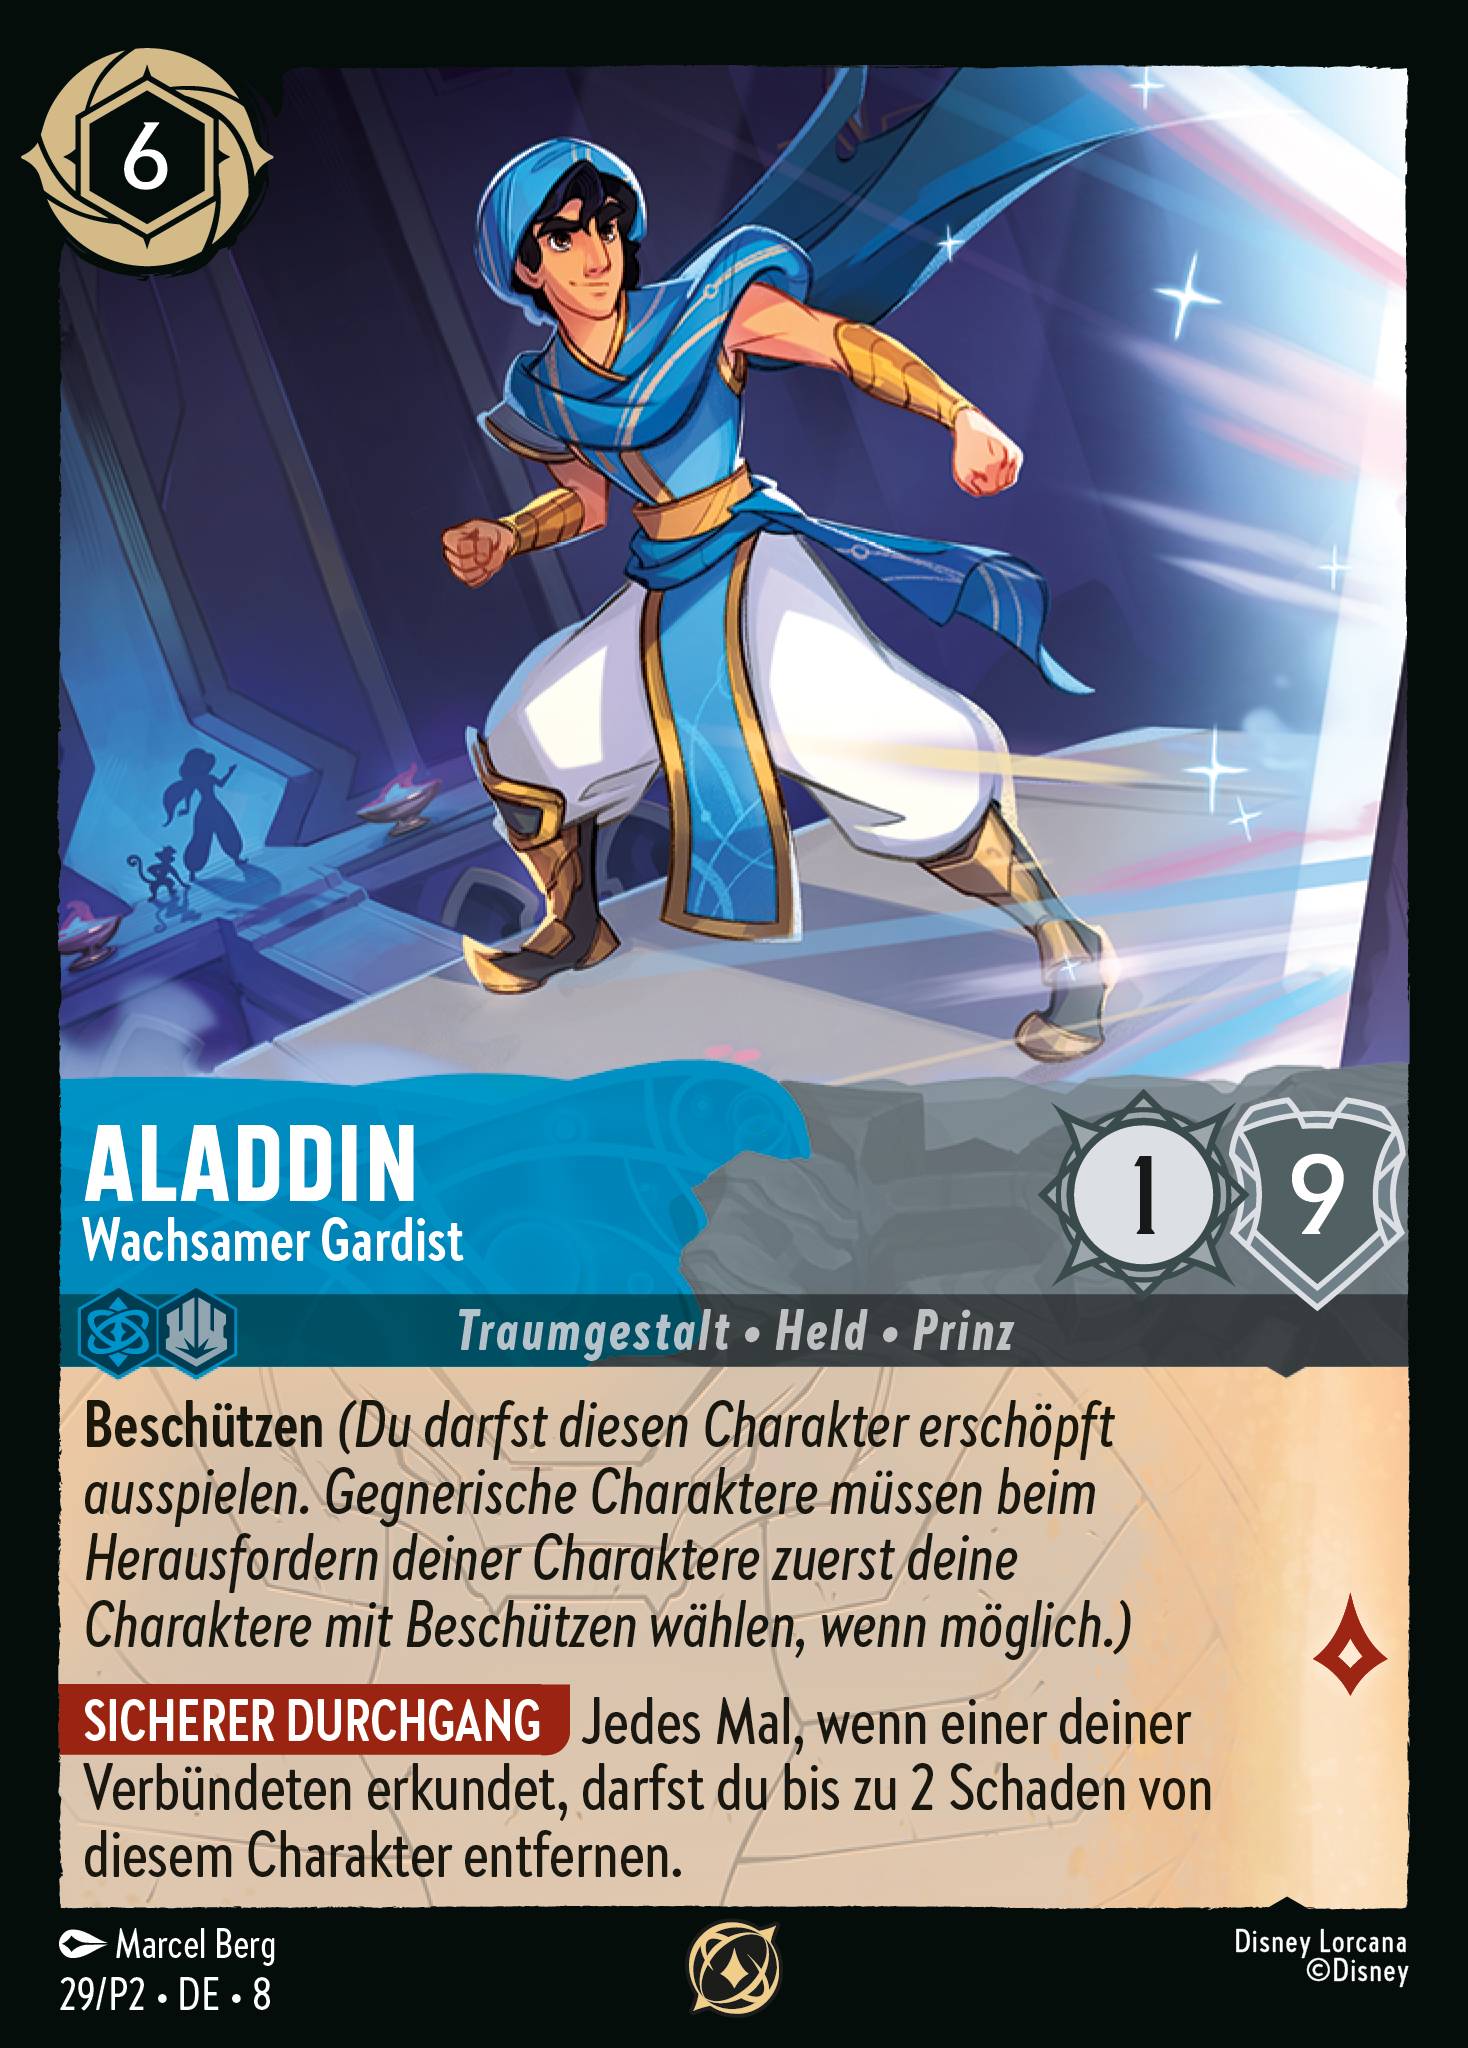 6
ALADDIN
Wachsamer Gardist
1
9
Traumgestalt • Held • Prinz
Beschützen (Du darfst diesen Charakter erschöpft
ausspielen. Gegnerische Charaktere müssen beim
Herausfordern deiner Charaktere zuerst deine
Charaktere mit Beschützen wählen, wenn möglich.)
SICHERER DURCHGANG Jedes Mal, wenn einer deiner
Verbündeten erkundet, darfst du bis zu 2 Schaden von
diesem Charakter entfernen.
Marcel Berg
29/P2 • DE • 8
Disney Lorcana
©Disney